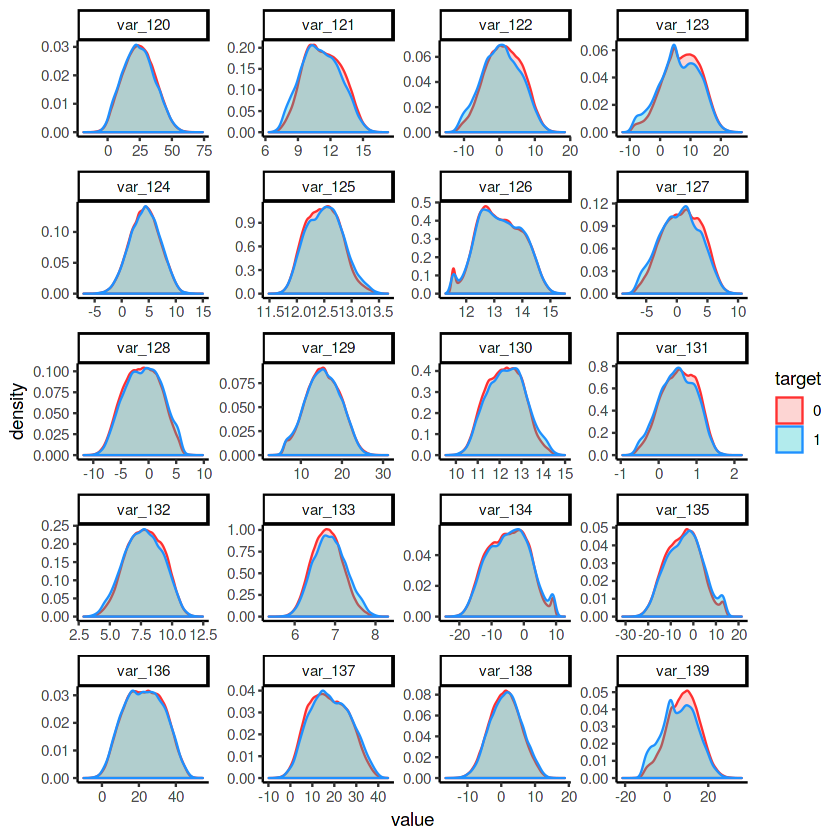 var_120 var_121 var_122 var_123
0.03 0.02 0.01 0.00
0.20 0.15 0.10 0.05 0.00
0.06 0.04 0.02 0.00
0.06 0.04 0.02 0.00
0 25 50 75
6 9 12 15
-10 0 10 20
-10 0 10 20
var_124 var_125 var_126 var_127
0.10 0.05 0.00
0.9 0.6 0.3 0.0
0.5 0.4 0.3 0.2 0.1 0.0
0.12 0.09 0.06 0.03 0.00
-5 0 5 10 15
11.5 12.0 12.5 13.0 13.5
12 13 14 15
-5 0 5 10
var_128 var_129 var_130 var_131
0.100 0.075 0.050 0.025 0.000
0.075 0.050 0.025 0.000
0.4 0.3 0.2 0.1 0.0
0.8 0.6 0.4 0.2 0.0
-10 -5 0 5 10
0 10 20 30
10 11 12 13 14 15
-1 0 1 2
var_132 var_133 var_134 var_135
0.25 0.20 0.15 0.10 0.05 0.00
1.00 0.75 0.50 0.25 0.00
0.04 0.02 0.00
0.05 0.04 0.03 0.02 0.01 0.00
2.5 5.0 7.5 10.0 12.5
6 7 8
-20 -10 0 10
-30 -20 -10 0 10 20
var_136 var_137 var_138 var_139
0.03 0.02 0.01 0.00
0.04 0.03 0.02 0.01 0.00
0.08 0.06 0.04 0.02 0.00
0.05 0.04 0.03 0.02 0.01 0.00
0 20 40
-10 0 10 20 30 40
-10 0 10 20
-20 0 20
density
value
target
0
1